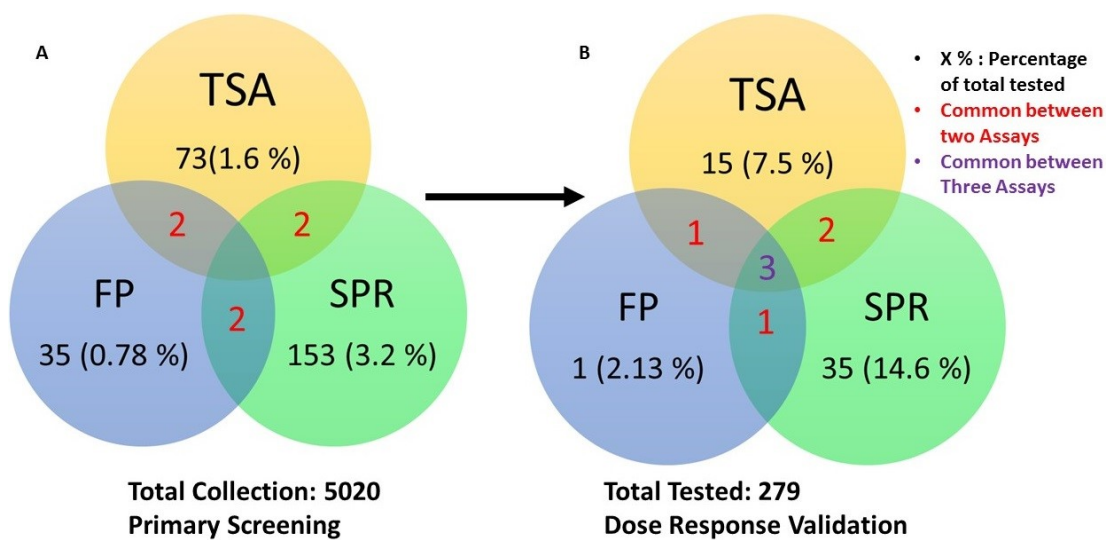 A
TSA
73(1.6 %)
2
2
FP
SPR
2
35 (0.78 %)
153 (3.2 %)
Total Collection: 5020
Primary Screening
B
TSA
15 (7.5 %)
1
2
3
FP
SPR
1
1 (2.13 %)
35 (14.6 %)
Total Tested: 279
Dose Response Validation
• X % : Percentage
of total tested
• Common between
two Assays
• Common between
Three Assays